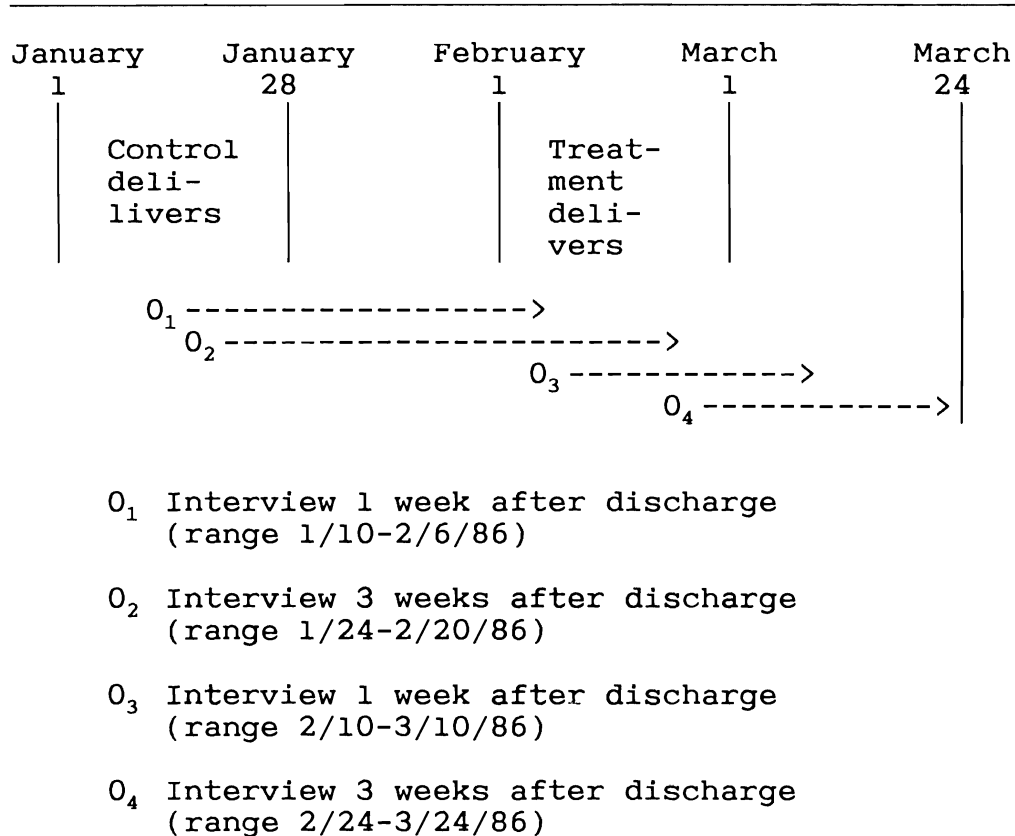 January January February March March
1 28 1 1 24
Control
deli-
livers
Treat-
ment
deli-
vers
O₁ ----------------->
O₂ --------------------->
O₃ ----------->
O₄ ------------>
O₁ Interview 1 week after discharge
(range 1/10-2/6/86)
O₂ Interview 3 weeks after discharge
(range 1/24-2/20/86)
O₃ Interview 1 week after discharge
(range 2/10-3/10/86)
O₄ Interview 3 weeks after discharge
(range 2/24-3/24/86)